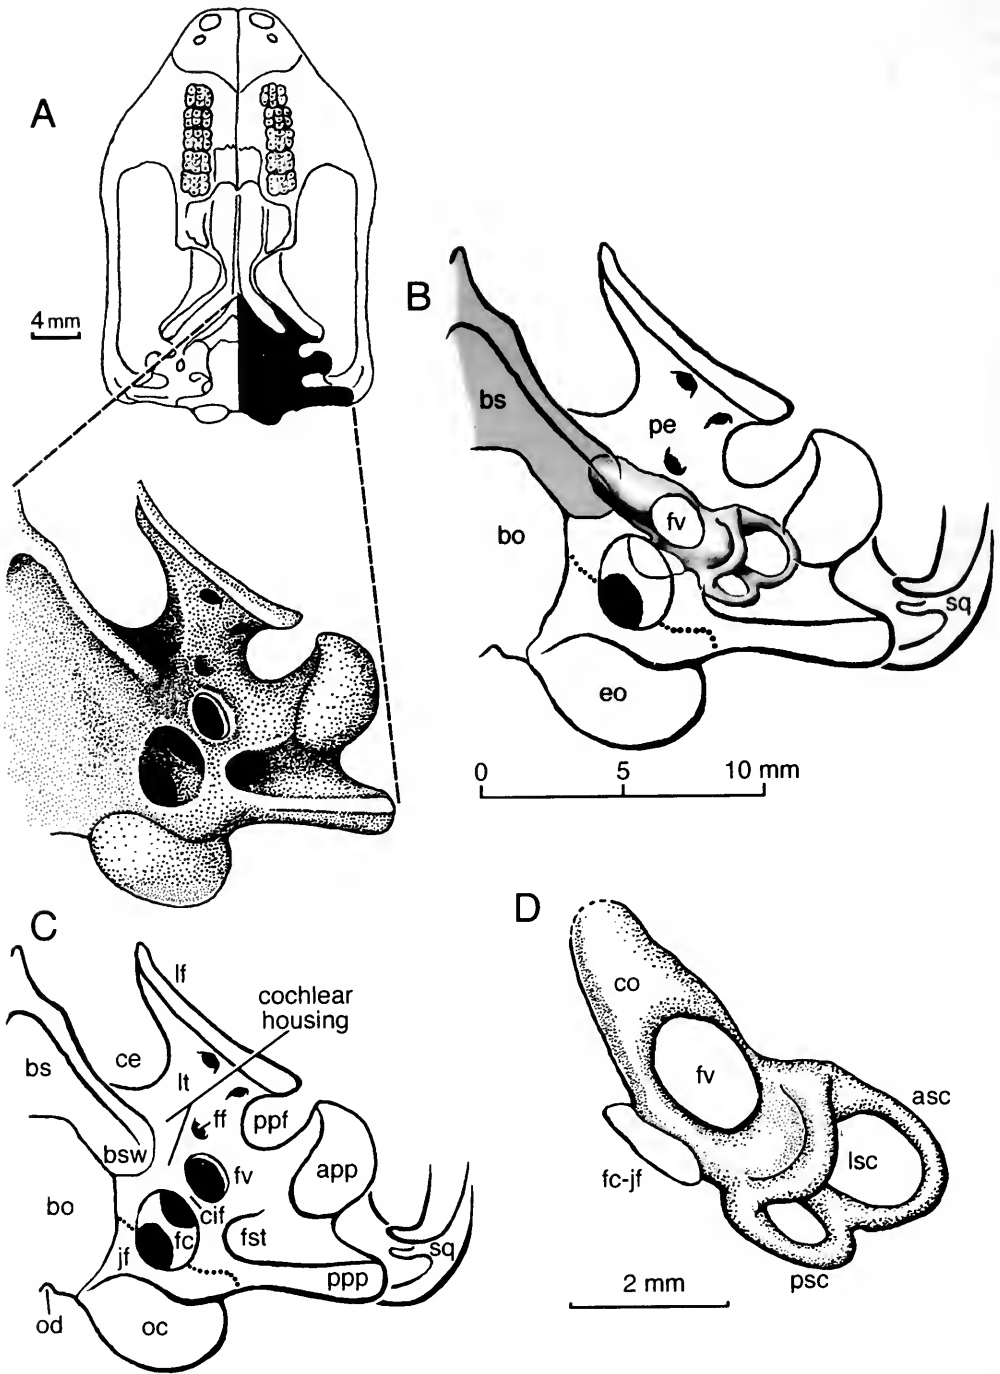 A
4 mm
B
bs
pe
fv
bo
sq
eo
0 5 10 mm
C
lf
cochlear
housing
ce
bs
lt
ff
ppf
bsw
fv
app
bo
cif
fc
fst
jf
sq
ppp
od
oc
D
co
fv
asc
lsc
fc-jf
psc
2 mm